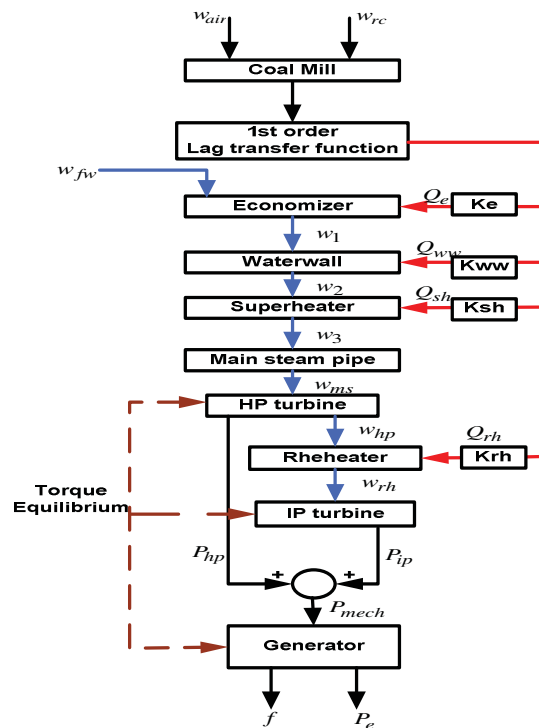 w_air w_rc
Coal Mill
1st order
Lag transfer function
w_fw
Economizer
Q_e
Ke
w_1
Waterwall
Q_ww
Kww
w_2
Superheater
Q_sh
Ksh
w_3
Main steam pipe
w_ms
HP turbine
w_hp
Q_rh
Rheheater
Krh
w_rh
Torque
Equilibrium
IP turbine
P_hp
P_ip
+ +
P_mech
Generator
f P_e